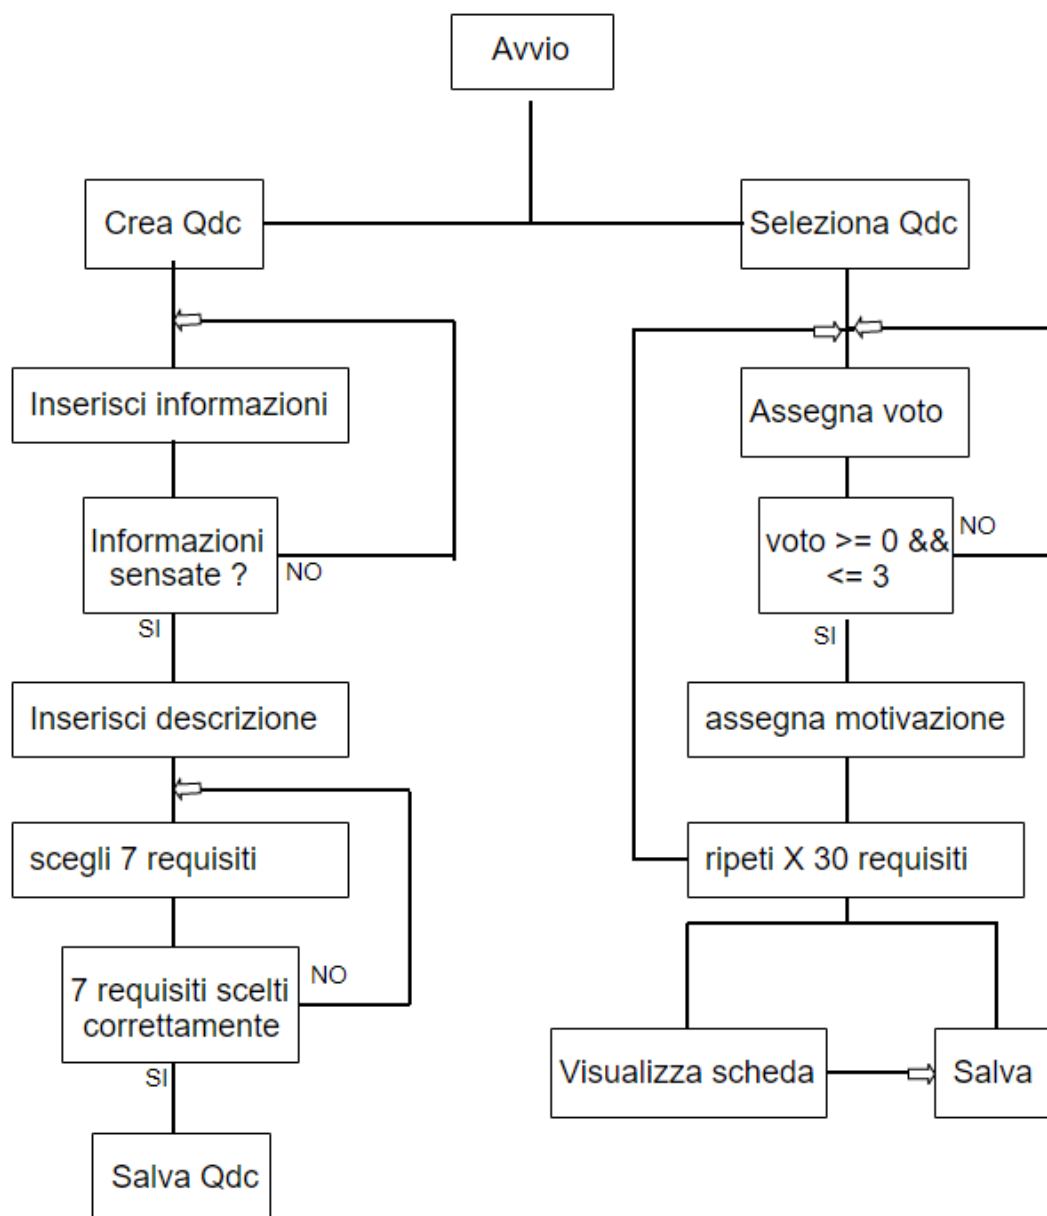 Avvio
Crea Qdc
Seleziona Qdc
Inserisci informazioni
Assegna voto
Informazioni
sensate ?
NO
voto >= 0 &&
<= 3
NO
SI
SI
Inserisci descrizione
assegna motivazione
scegli 7 requisiti
ripeti X 30 requisiti
7 requisiti scelti
correttamente
NO
SI
Visualizza scheda
Salva
Salva Qdc